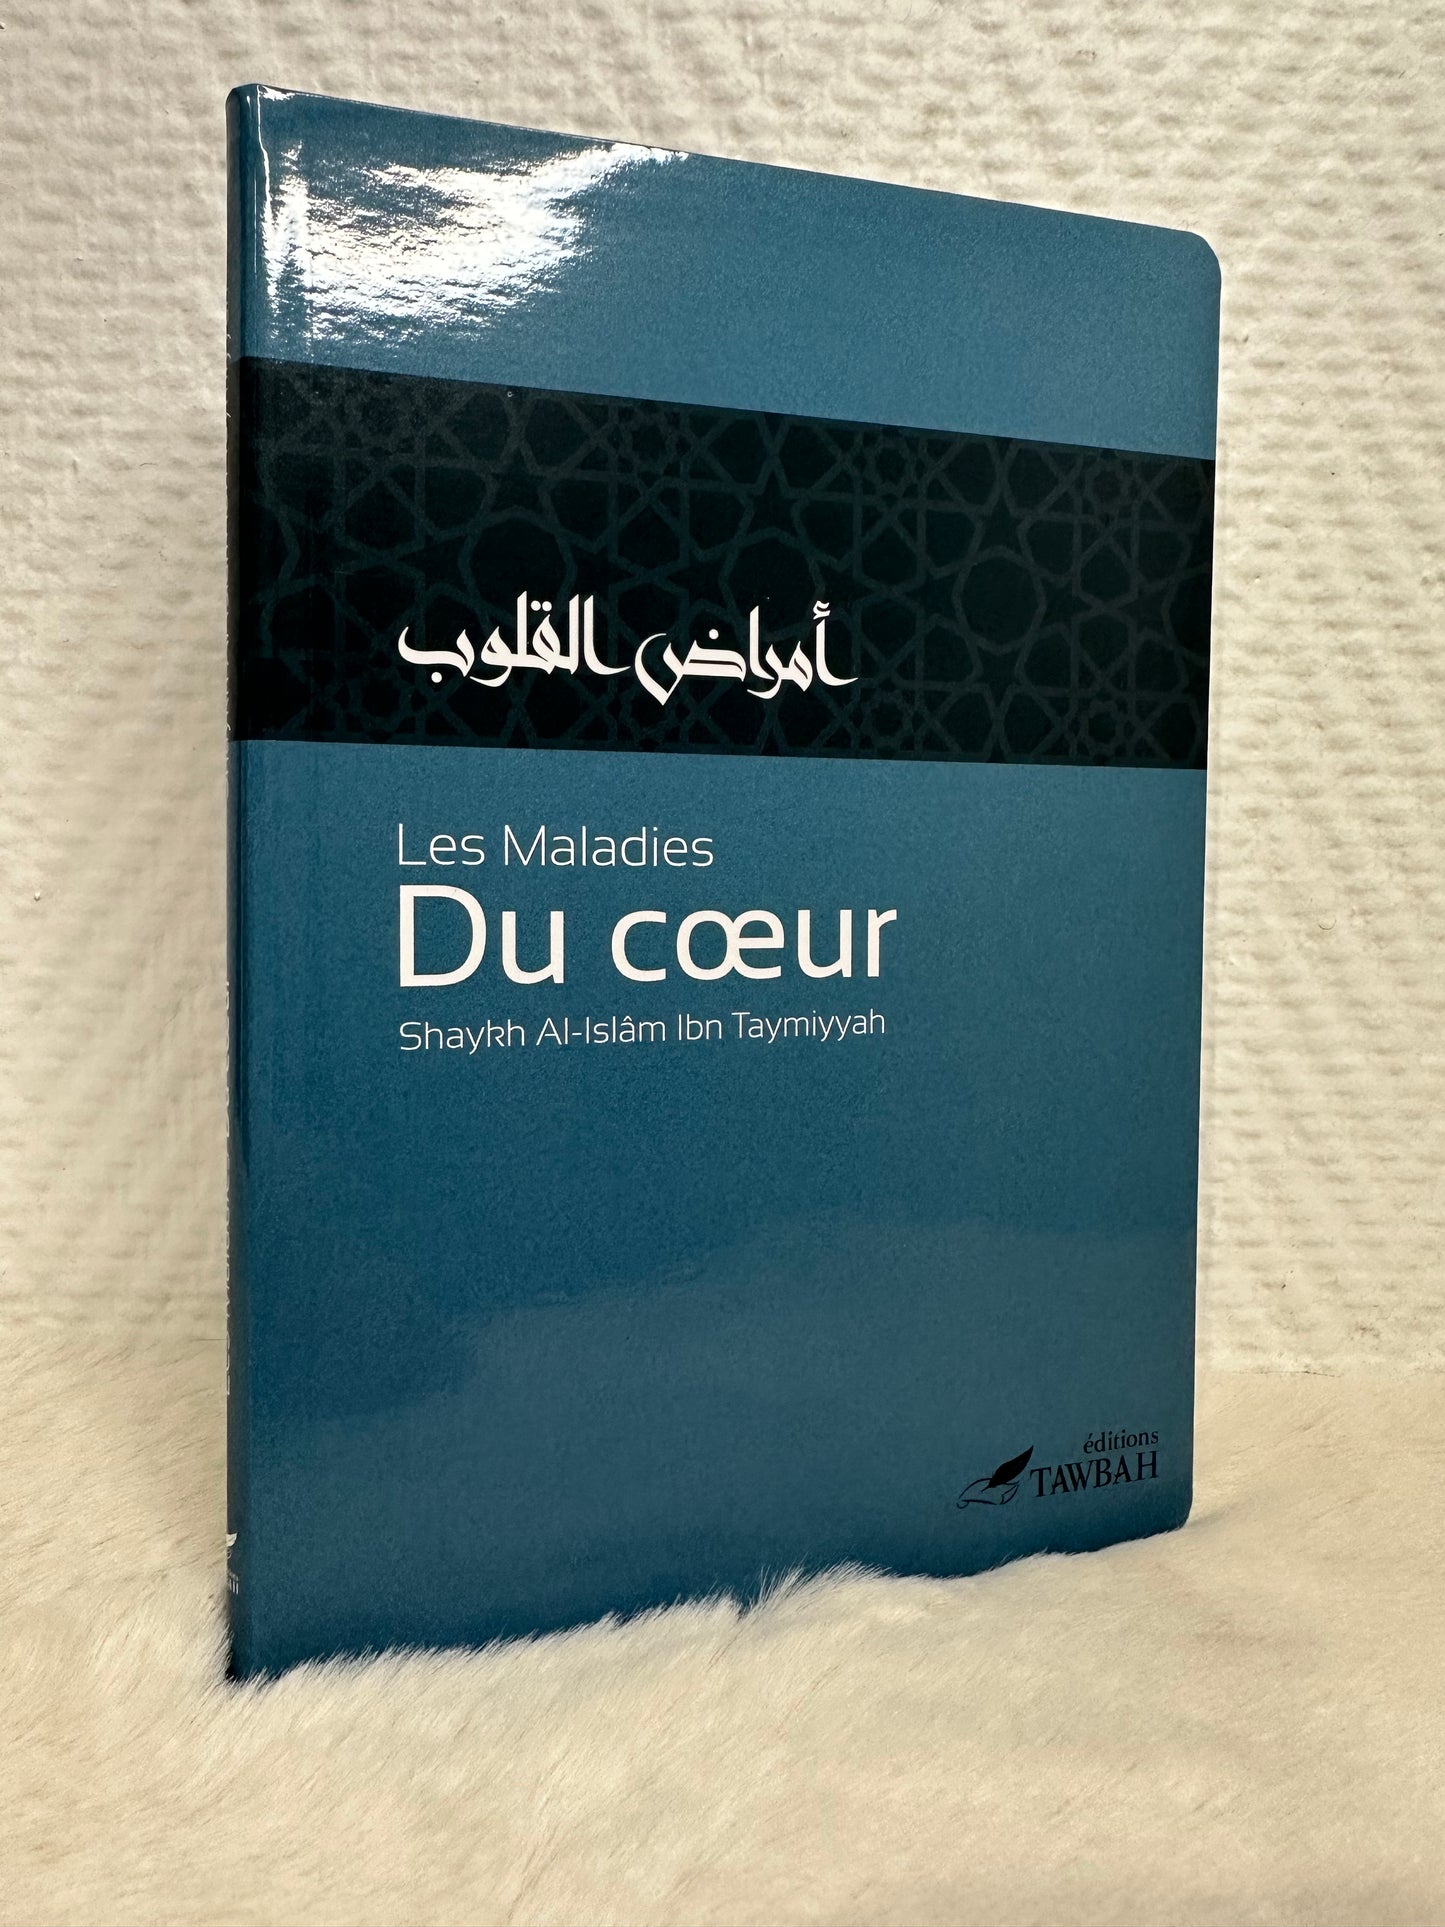 أمراض القلوب
Les Maladies
Du cœur
Shaykh Al-Islâm Ibn Taymiyyah
éditions
TAWBAH